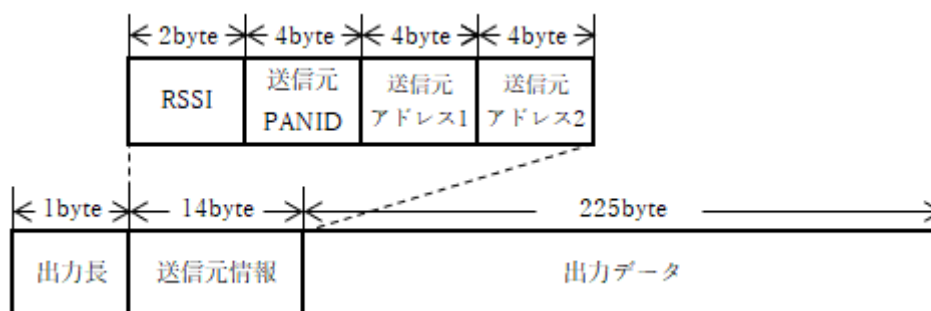 2byte 4byte 4byte 4byte
RSSI
送信元
PANID
送信元
アドレス1
送信元
アドレス2
1byte 14byte 225byte
出力長 送信元情報 出力データ